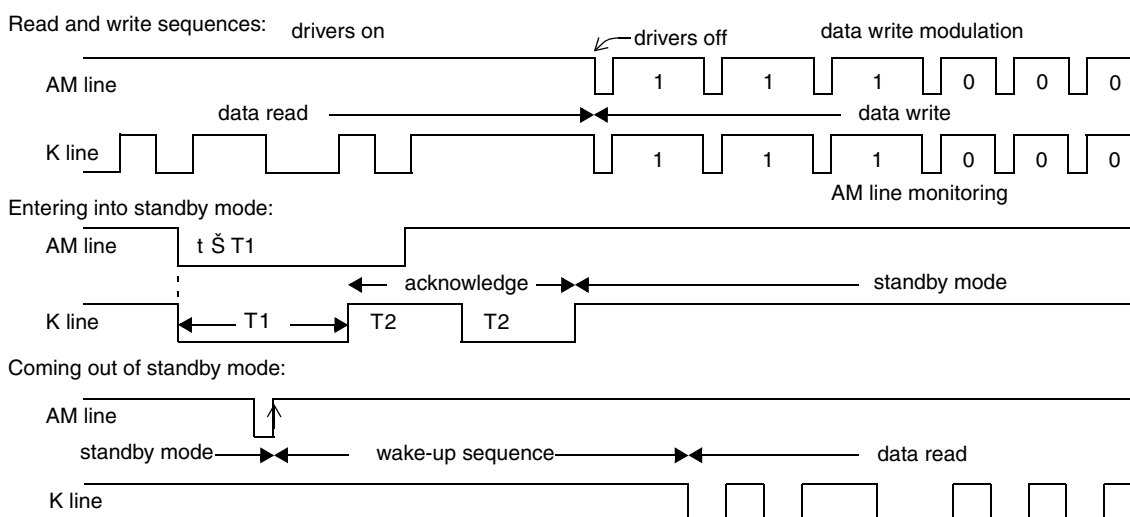 Read and write sequences: drivers on
drivers off data write modulation
AM line 1 1 1 0 0 0
data read data write
K line 1 1 1 0 0 0
AM line monitoring
Entering into standby mode:
AM line t Š T1
acknowledge standby mode
K line T1 T2 T2
Coming out of standby mode:
AM line
standby mode wake-up sequence data read
K line